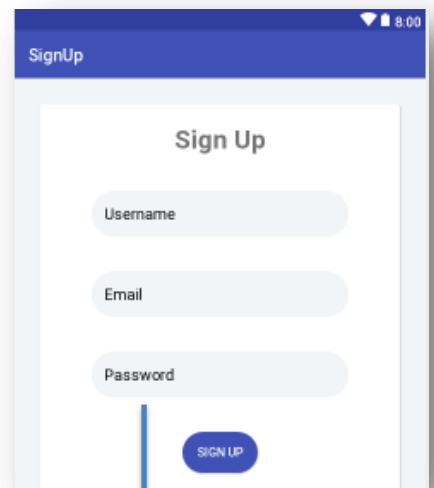 8:00
SignUp
Sign Up
Username
Email
Password
SIGN UP